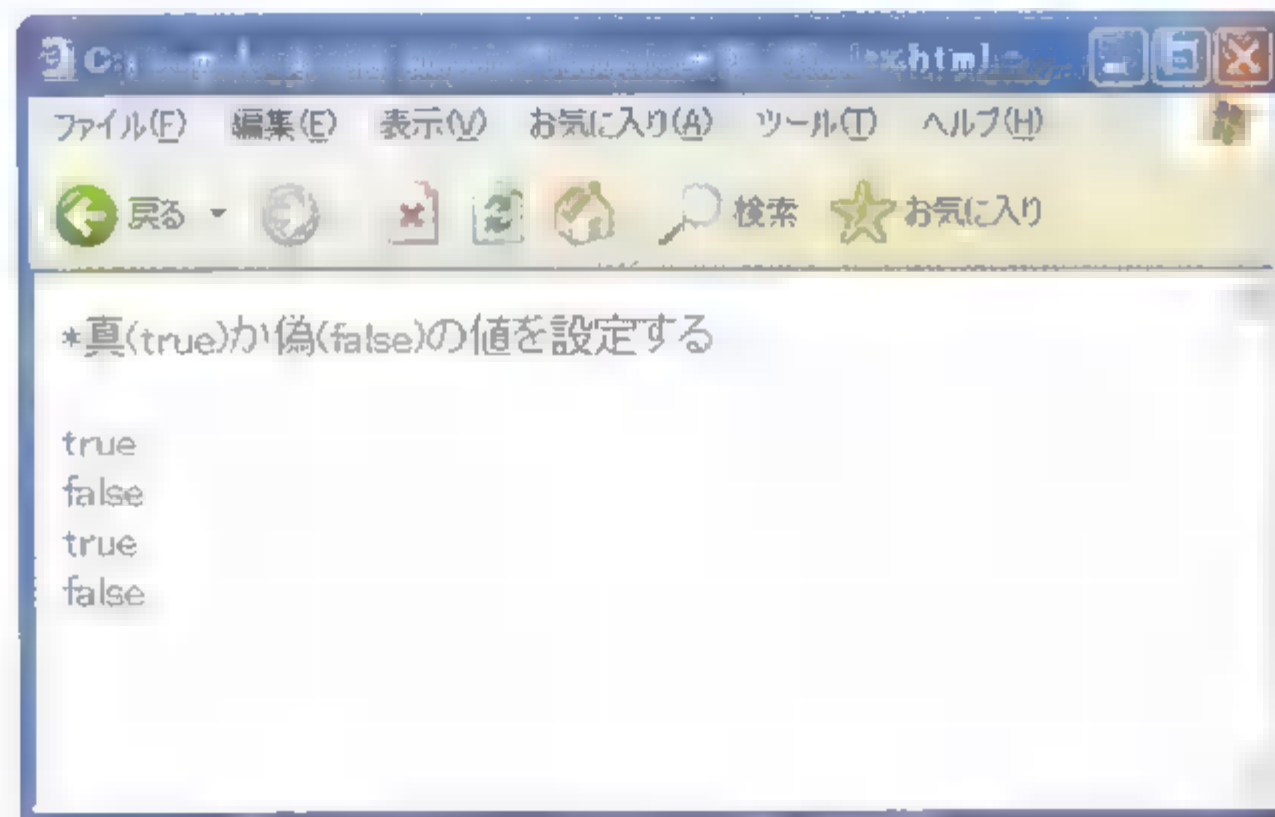 ファイル(F) 編集(E) 表示(V) お気に入り(A) ツール(T) ヘルプ(H)
戻る 検索 お気に入り
*真(true)か偽(false)の値を設定する
true
false
true
false